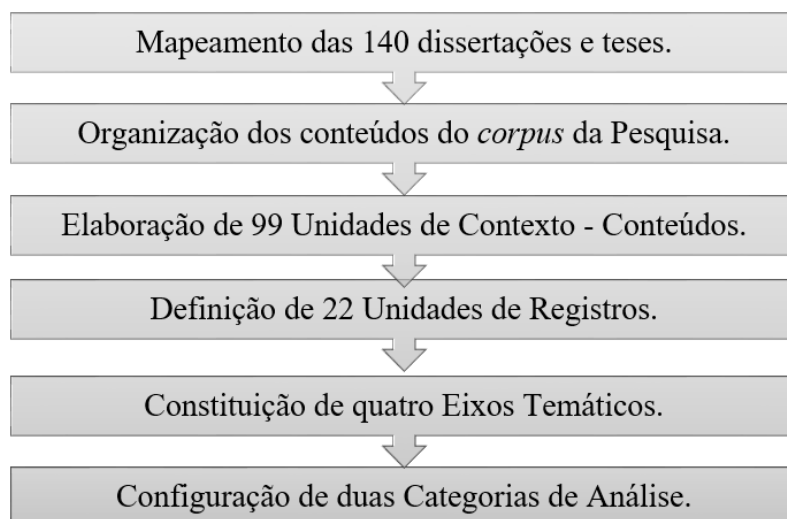 Mapeamento das 140 dissertações e teses.
Organização dos conteúdos do corpus da Pesquisa.
Elaboração de 99 Unidades de Contexto - Conteúdos.
Definição de 22 Unidades de Registros.
Constituição de quatro Eixos Temáticos.
Configuração de duas Categorias de Análise.